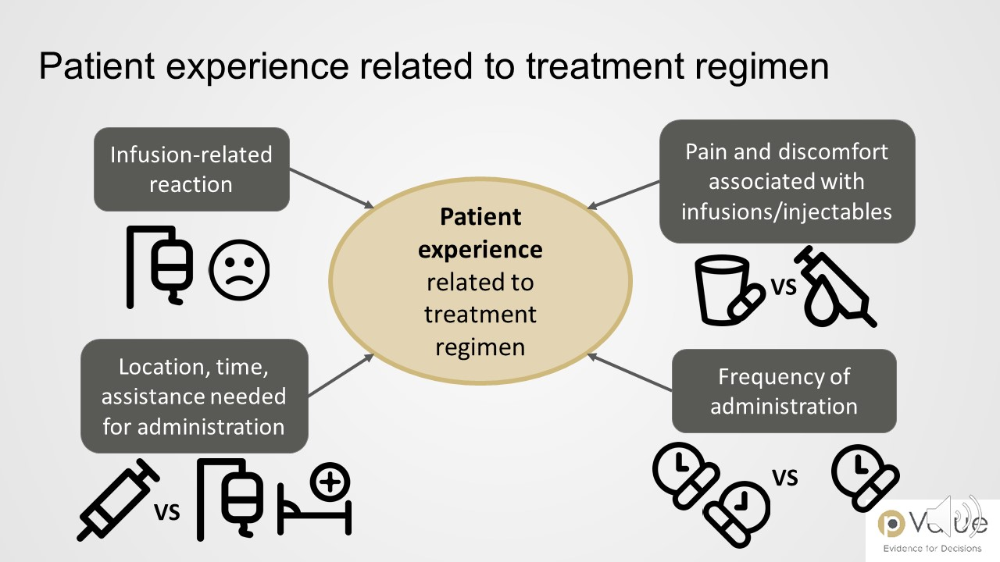 Patient experience related to treatment regimen
Infusion-related
reaction
Pain and discomfort
associated with
infusions/injectables
Patient
experience
related to
treatment
regimen
VS
Location, time,
assistance needed
for administration
Frequency of
administration
VS
VS
pValue
Evidence for Decisions